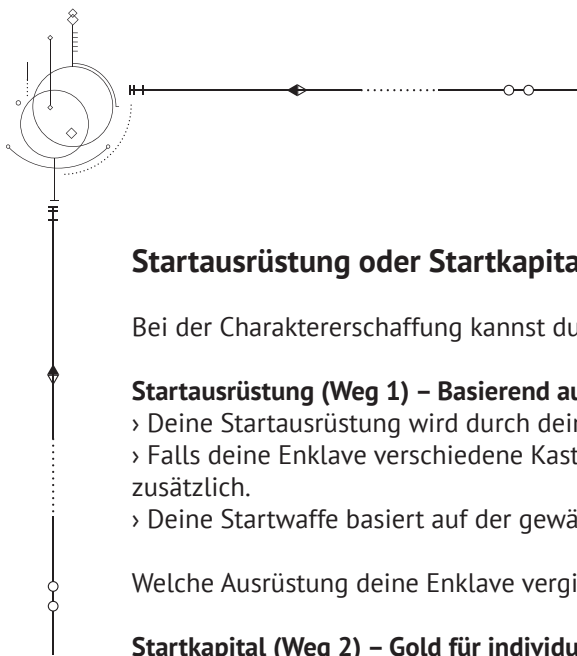 Startausrüstung oder Startkapita
Bei der Charaktererschaffung kannst du
Startausrüstung (Weg 1) – Basierend au
› Deine Startausrüstung wird durch dein
› Falls deine Enklave verschiedene Kast
zusätzlich.
› Deine Startwaffe basiert auf der gewä
Welche Ausrüstung deine Enklave vergi
Startkapital (Weg 2) – Gold für individu